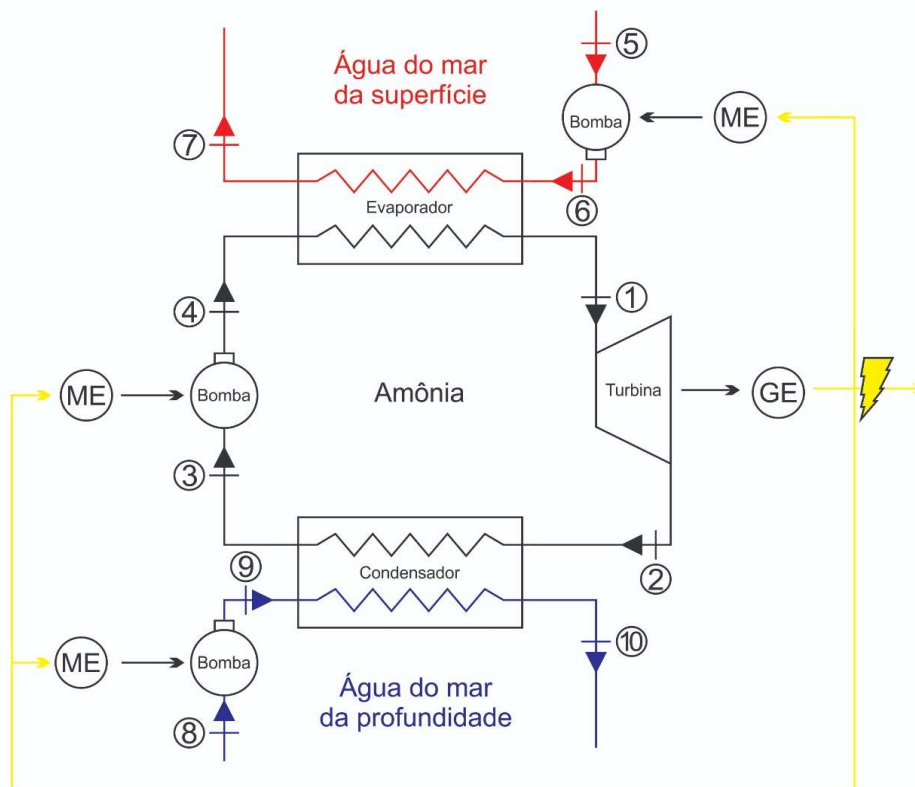 ⑤
Água do mar
da superfície
Bomba
ME
⑦
⑥
Evaporador
①
④
ME
Bomba
Amônia
Turbina
GE
③
⑨
Condensador
②
ME
Bomba
⑩
Água do mar
da profundidade
⑧